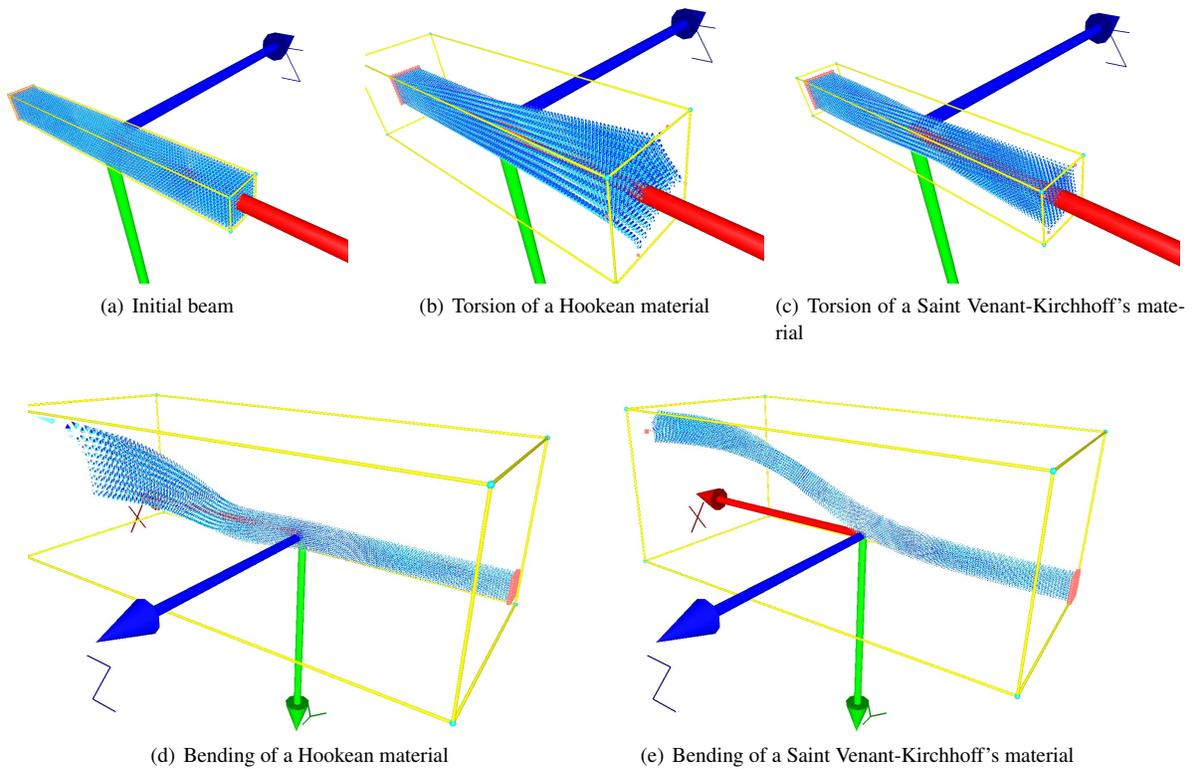 Z
Z
Z
(a) Initial beam
(b) Torsion of a Hookean material
(c) Torsion of a Saint Venant-Kirchhoff's mate-
rial
X
Z
Y
X
Z
Y
(d) Bending of a Hookean material
(e) Bending of a Saint Venant-Kirchhoff's material